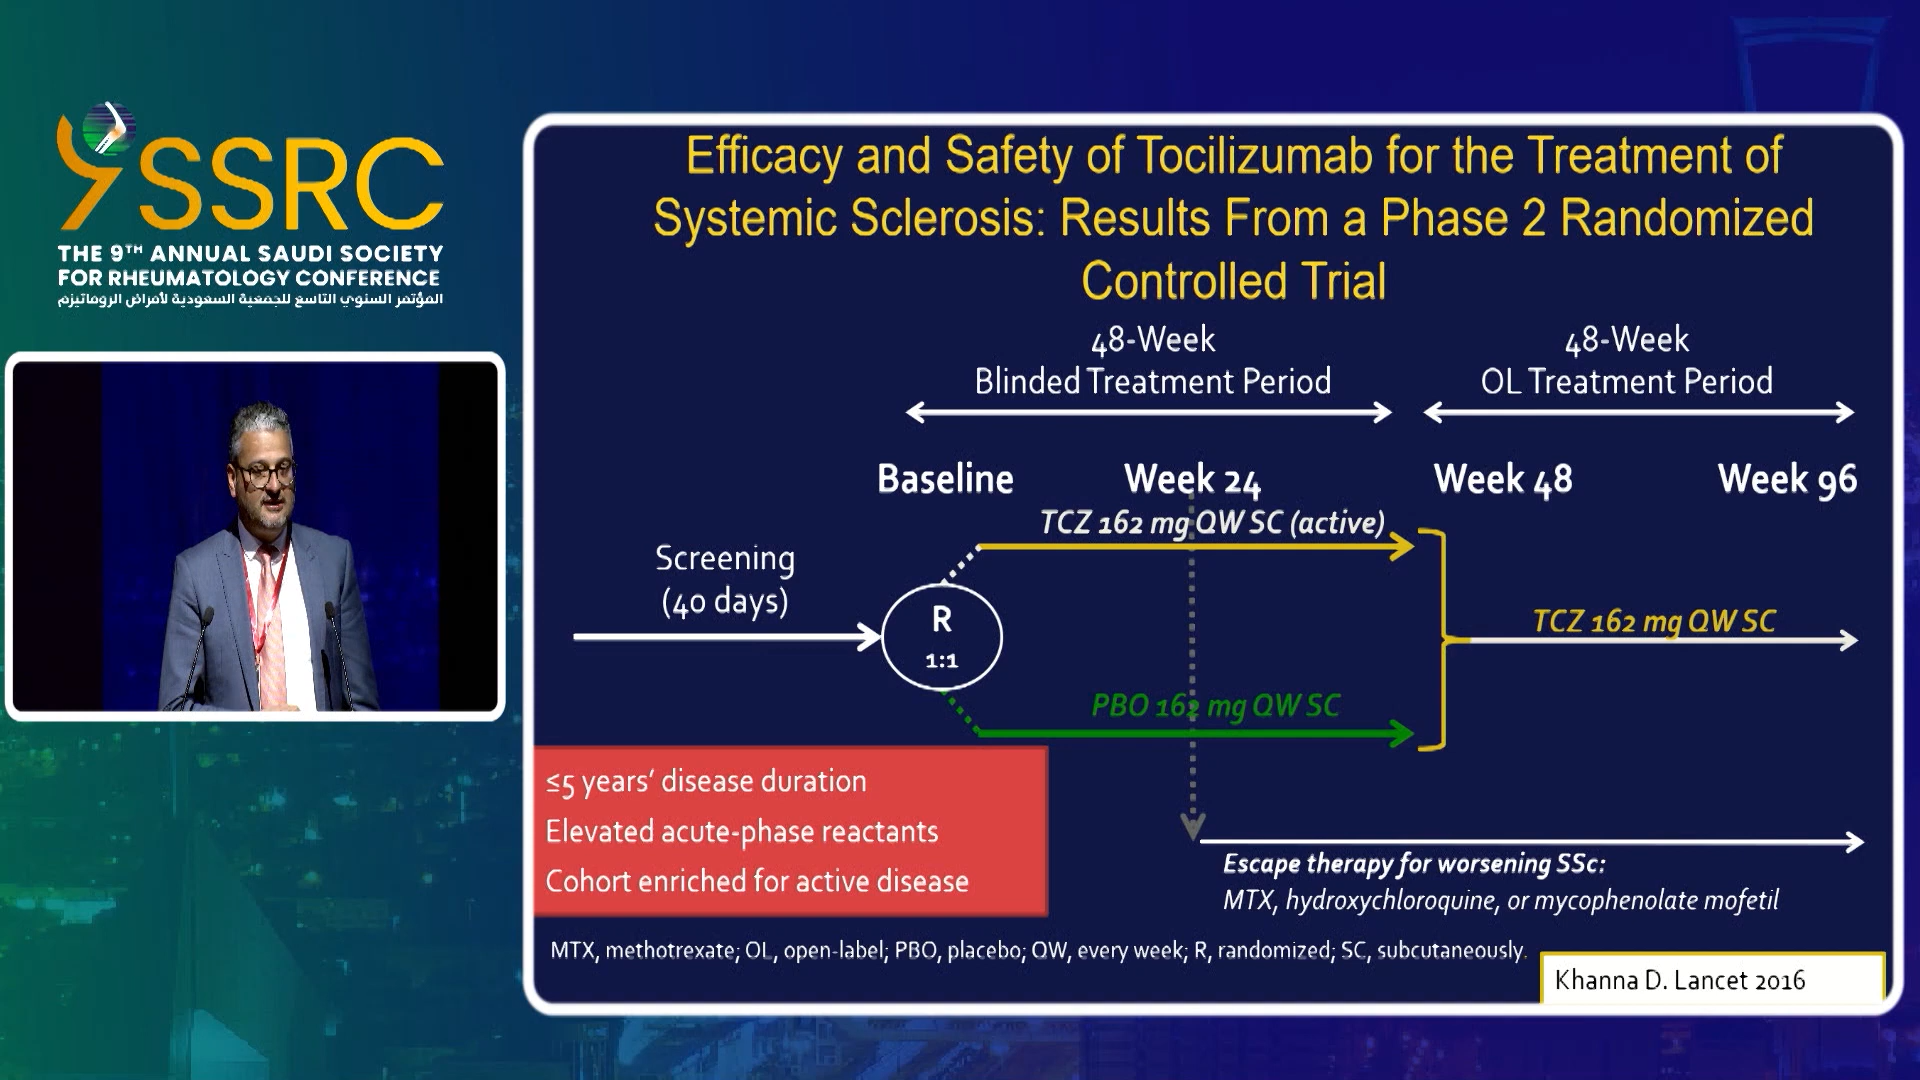 SSRC
THE 9TH ANNUAL SAUDI SOCIETY
FOR RHEUMATOLOGY CONFERENCE
المؤتمر السنوي التاسع للجمعية السعودية لأمراض الروماتيزم
Efficacy and Safety of Tocilizumab for the Treatment of
Systemic Sclerosis: Results From a Phase 2 Randomized
Controlled Trial
48-Week
Blinded Treatment Period
48-Week
OL Treatment Period
Baseline
Week 24
Week 48
Week 96
TCZ 162 mg QW SC (active)
Screening
(40 days)
R
1:1
TCZ 162 mg QW SC
PBO 162 mg QW SC
≤5 years’ disease duration
Elevated acute-phase reactants
Cohort enriched for active disease
Escape therapy for worsening SSc:
MTX, hydroxychloroquine, or mycophenolate mofetil
MTX, methotrexate; OL, open-label; PBO, placebo; QW, every week; R, randomized; SC, subcutaneously.
Khanna D. Lancet 2016